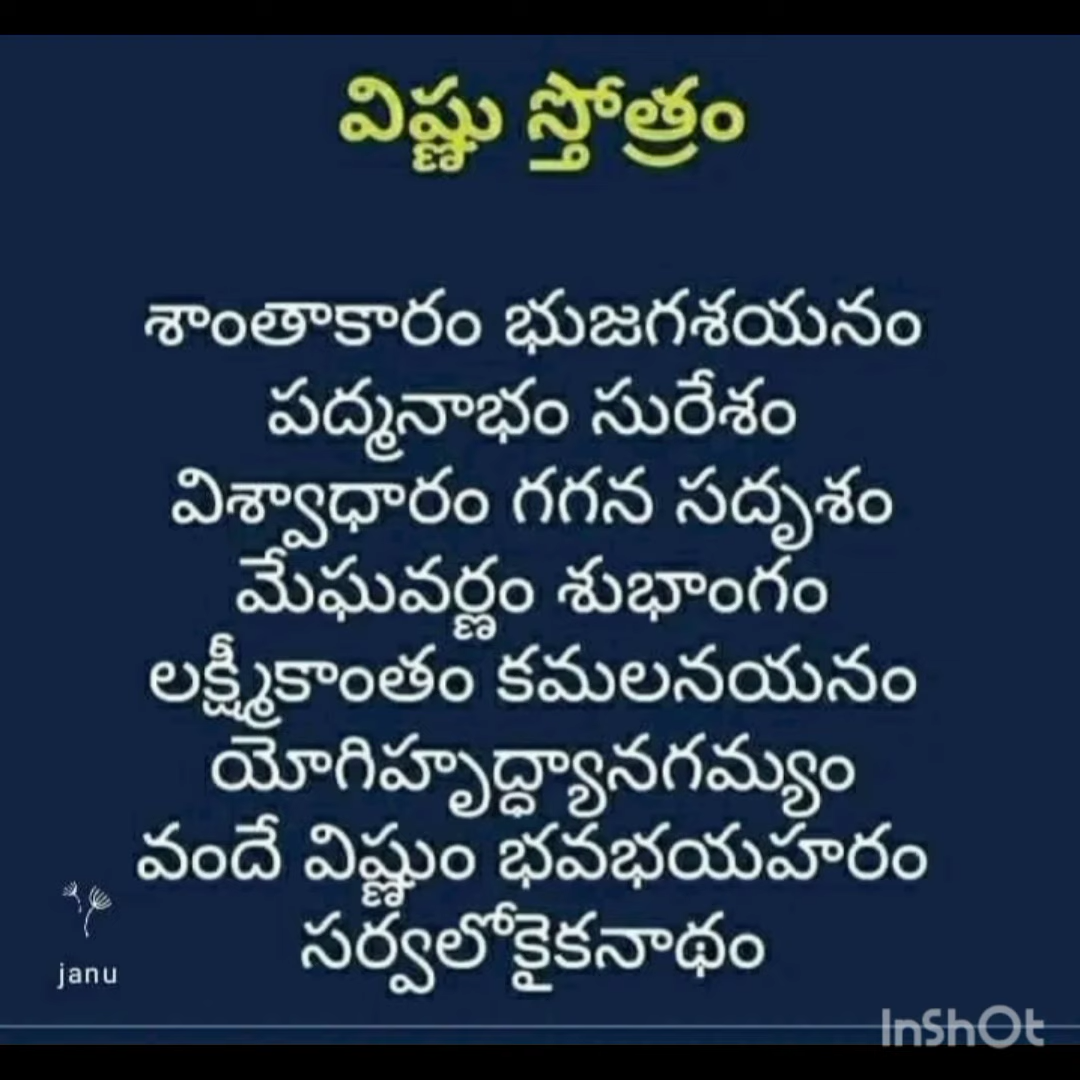 విష్ణు స్తోత్రం
శాంతాకారం భుజగశయనం
పద్మనాభం సురేశం
విశ్వాధారం గగన సదృశం
మేఘవర్ణం శుభాంగం
లక్ష్మీకాంతం కమలనయనం
యోగిహృద్ధ్యానగమ్యం
వందే విష్ణుం భవభయహరం
సర్వలోకైకనాథం
janu
InShOt